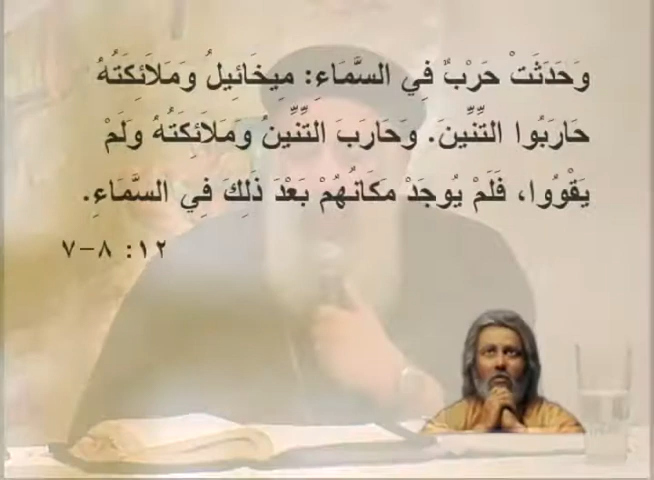 وَحَدَثَتْ حَرْبٌ فِي السَّمَاءِ: مِيخَائِيلُ وَمَلاَئِكَتُهُ
حَارَبُوا التِّنِّينَ. وَحَارَبَ التِّنِّينُ وَمَلاَئِكَتُهُ وَلَمْ
يَقْوُوا، فَلَمْ يُوجَدْ مَكَانُهُمْ بَعْدَ ذَلِكَ فِي السَّمَاءِ.
١٢: ٨–٧